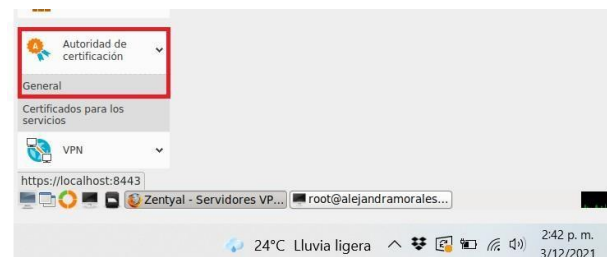 Autoridad de
certificación
General
Certificados para los
servicios
VPN
https://localhost:8443
Zentyal - Servidores VP...
root@alejandramorales...
24°C Lluvia ligera
2:42 p. m.
3/12/2021